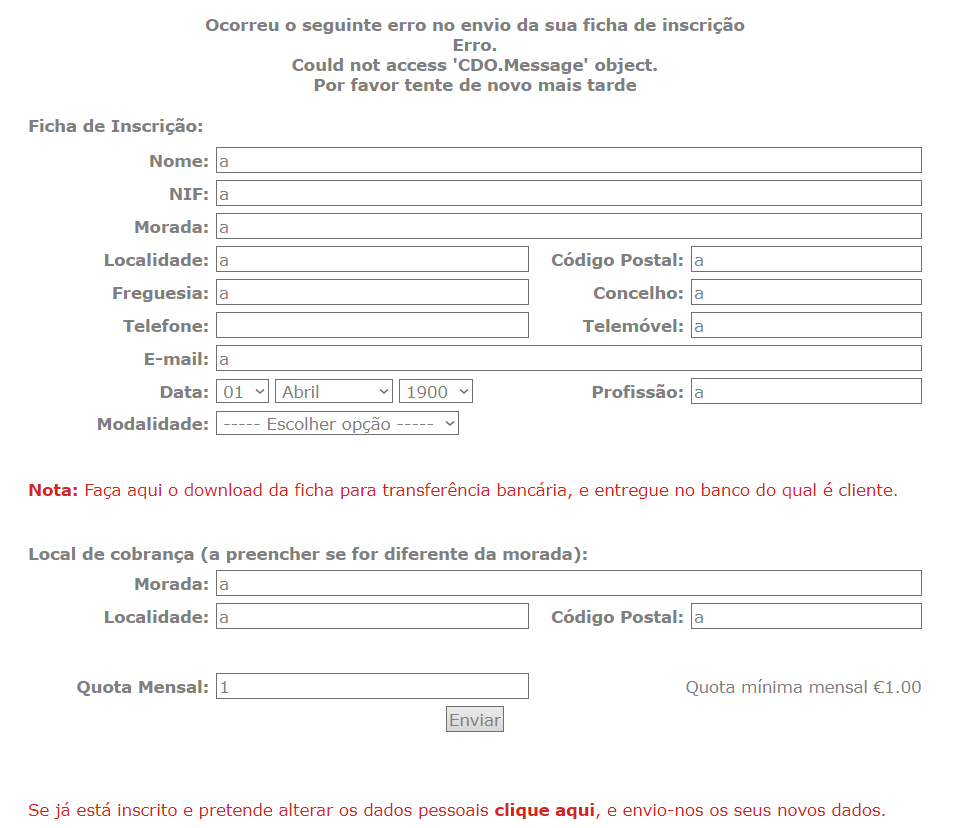 Ocorreu o seguinte erro no envio da sua ficha de inscrição
Erro.
Could not access 'CDO.Message' object.
Por favor tente de novo mais tarde
Ficha de Inscrição:
Nome: a
NIF: a
Morada: a
Localidade: a Código Postal: a
Freguesia: a Concelho: a
Telefone: Telemóvel: a
E-mail: a
Data: 01 Abril 1900 Profissão: a
Modalidade: ----- Escolher opção -----
Nota: Faça aqui o download da ficha para transferência bancária, e entregue no banco do qual é cliente.
Local de cobrança (a preencher se for diferente da morada):
Morada: a
Localidade: a Código Postal: a
Quota Mensal: 1 Quota mínima mensal €1.00
Enviar
Se já está inscrito e pretende alterar os dados pessoais clique aqui, e envio-nos os seus novos dados.